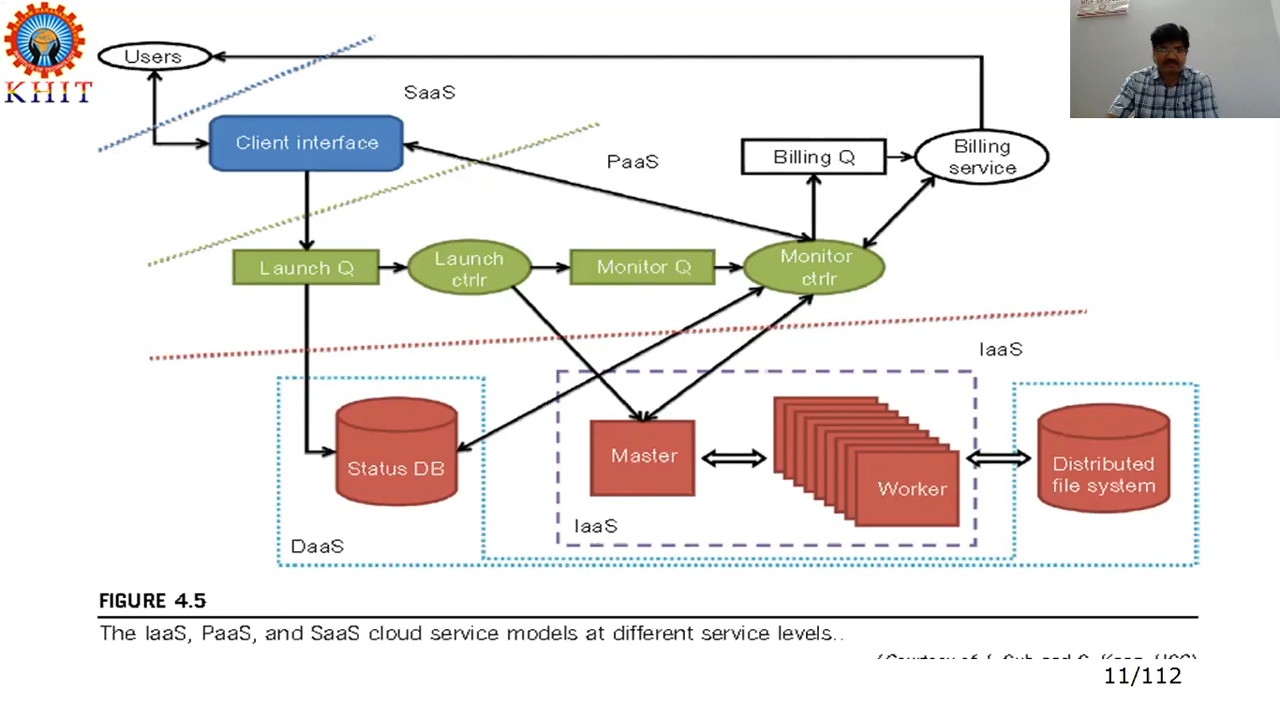 KHIT
Users
SaaS
Client interface
PaaS
Billing Q
Billing
service
Launch Q
Launch
ctrlr
Monitor Q
Monitor
ctrlr
IaaS
Status DB
Master
Worker
Distributed
file system
IaaS
DaaS
FIGURE 4.5
The IaaS, PaaS, and SaaS cloud service models at different service levels..
11/112